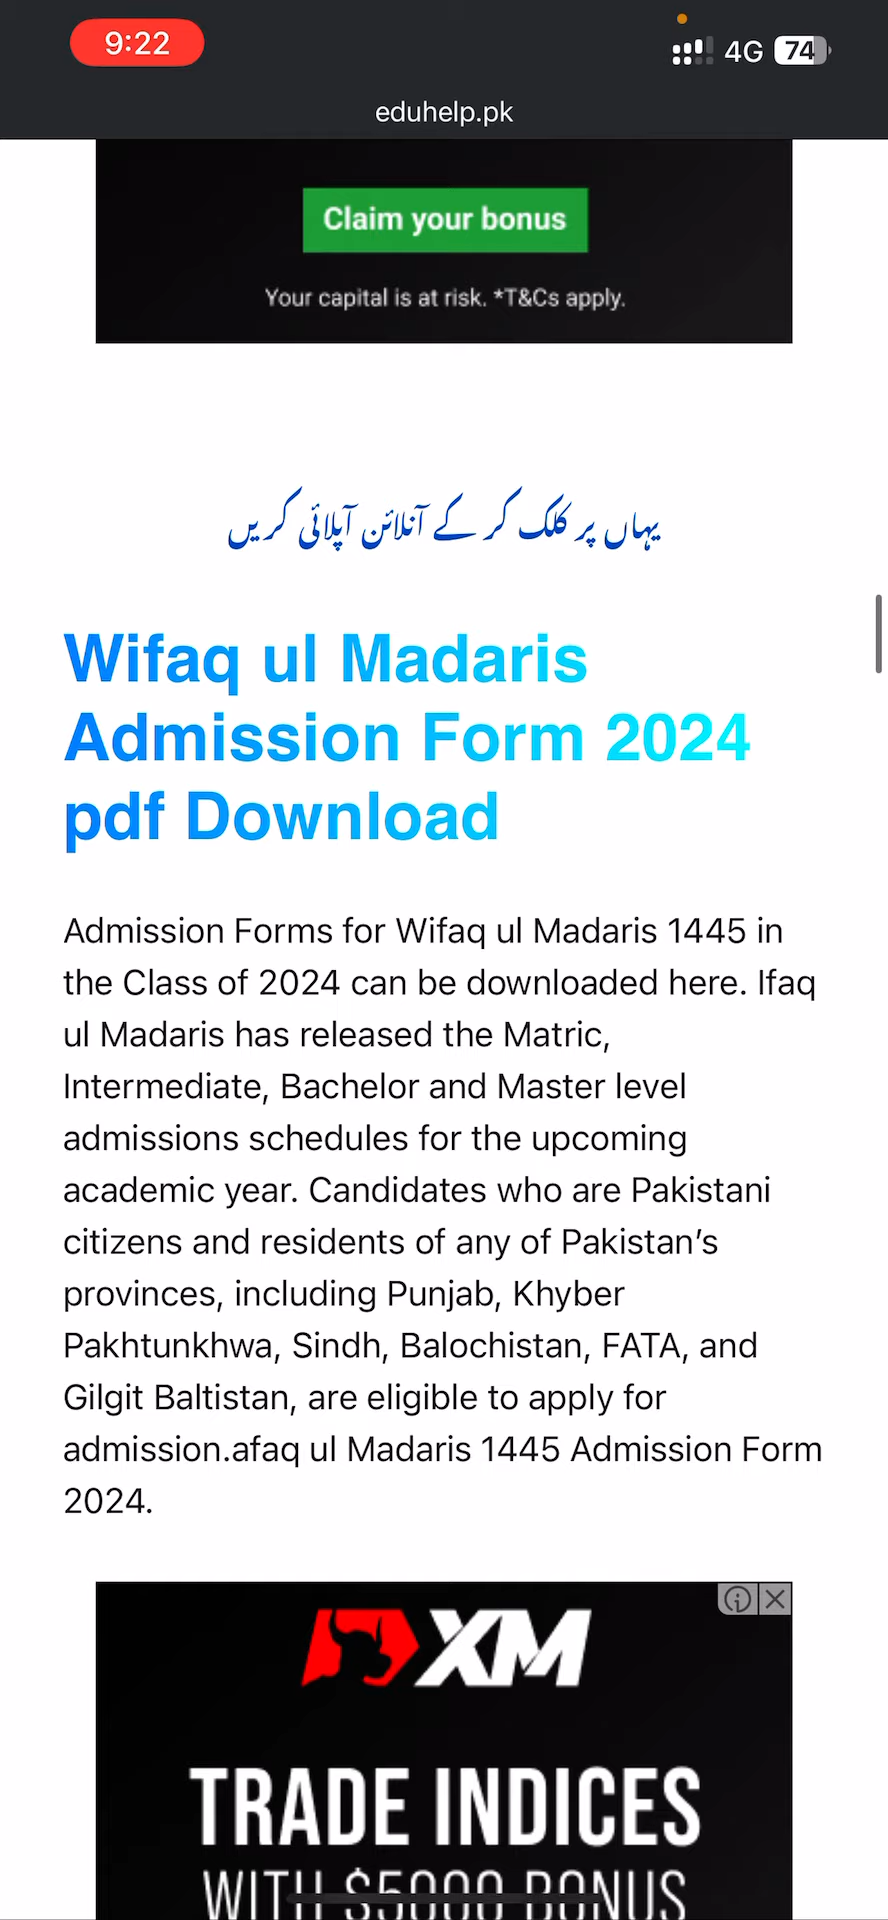 9:22
4G 74
eduhelp.pk
Claim your bonus
Your capital is at risk. *T&Cs apply.
یہاں پر کلک کر کے آنلائن آپلائی کریں
Wifaq ul Madaris
Admission Form 2024
pdf Download
Admission Forms for Wifaq ul Madaris 1445 in
the Class of 2024 can be downloaded here. Ifaq
ul Madaris has released the Matric,
Intermediate, Bachelor and Master level
admissions schedules for the upcoming
academic year. Candidates who are Pakistani
citizens and residents of any of Pakistan’s
provinces, including Punjab, Khyber
Pakhtunkhwa, Sindh, Balochistan, FATA, and
Gilgit Baltistan, are eligible to apply for
admission.afaq ul Madaris 1445 Admission Form
2024.
XM
TRADE INDICES
WITH $5000 BONUS